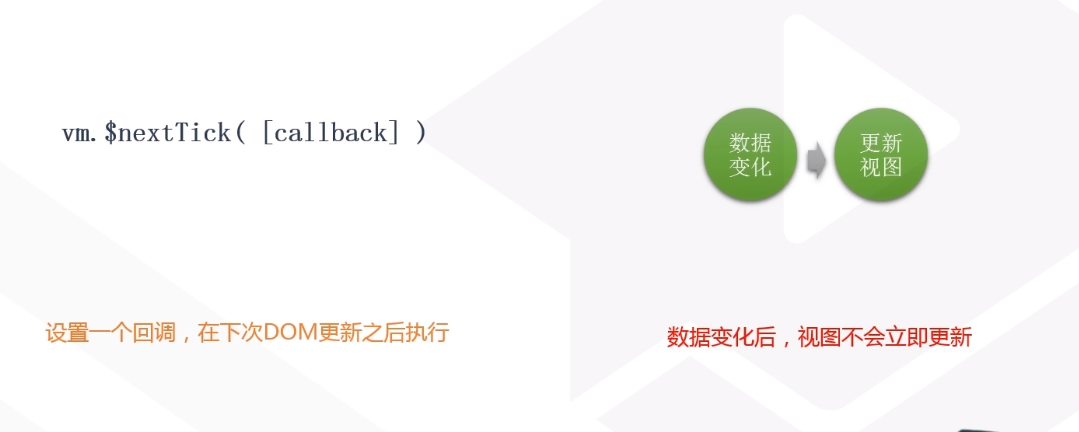 vm.$nextTick( [callback] )
数据
变化
更新
视图
设置一个回调，在下次DOM更新之后执行
数据变化后，视图不会立即更新